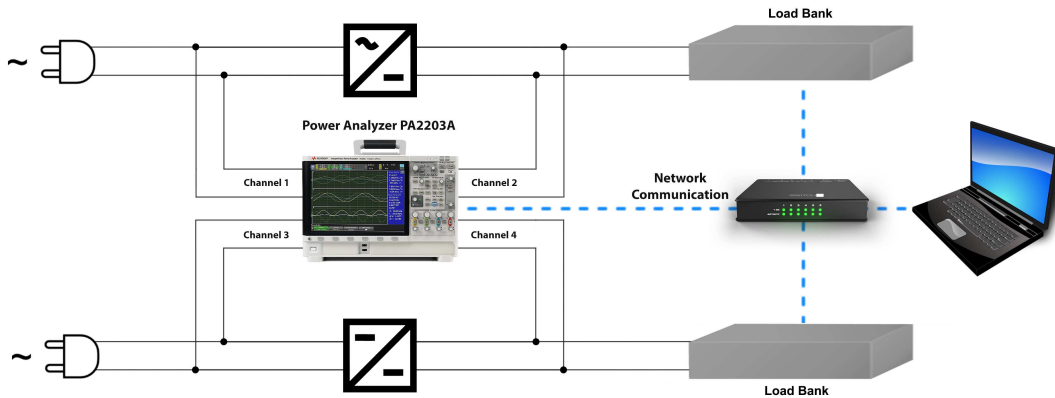 Load Bank
Power Analyzer PA2203A
Channel 1
Channel 2
Network
Communication
Channel 3
Channel 4
Load Bank